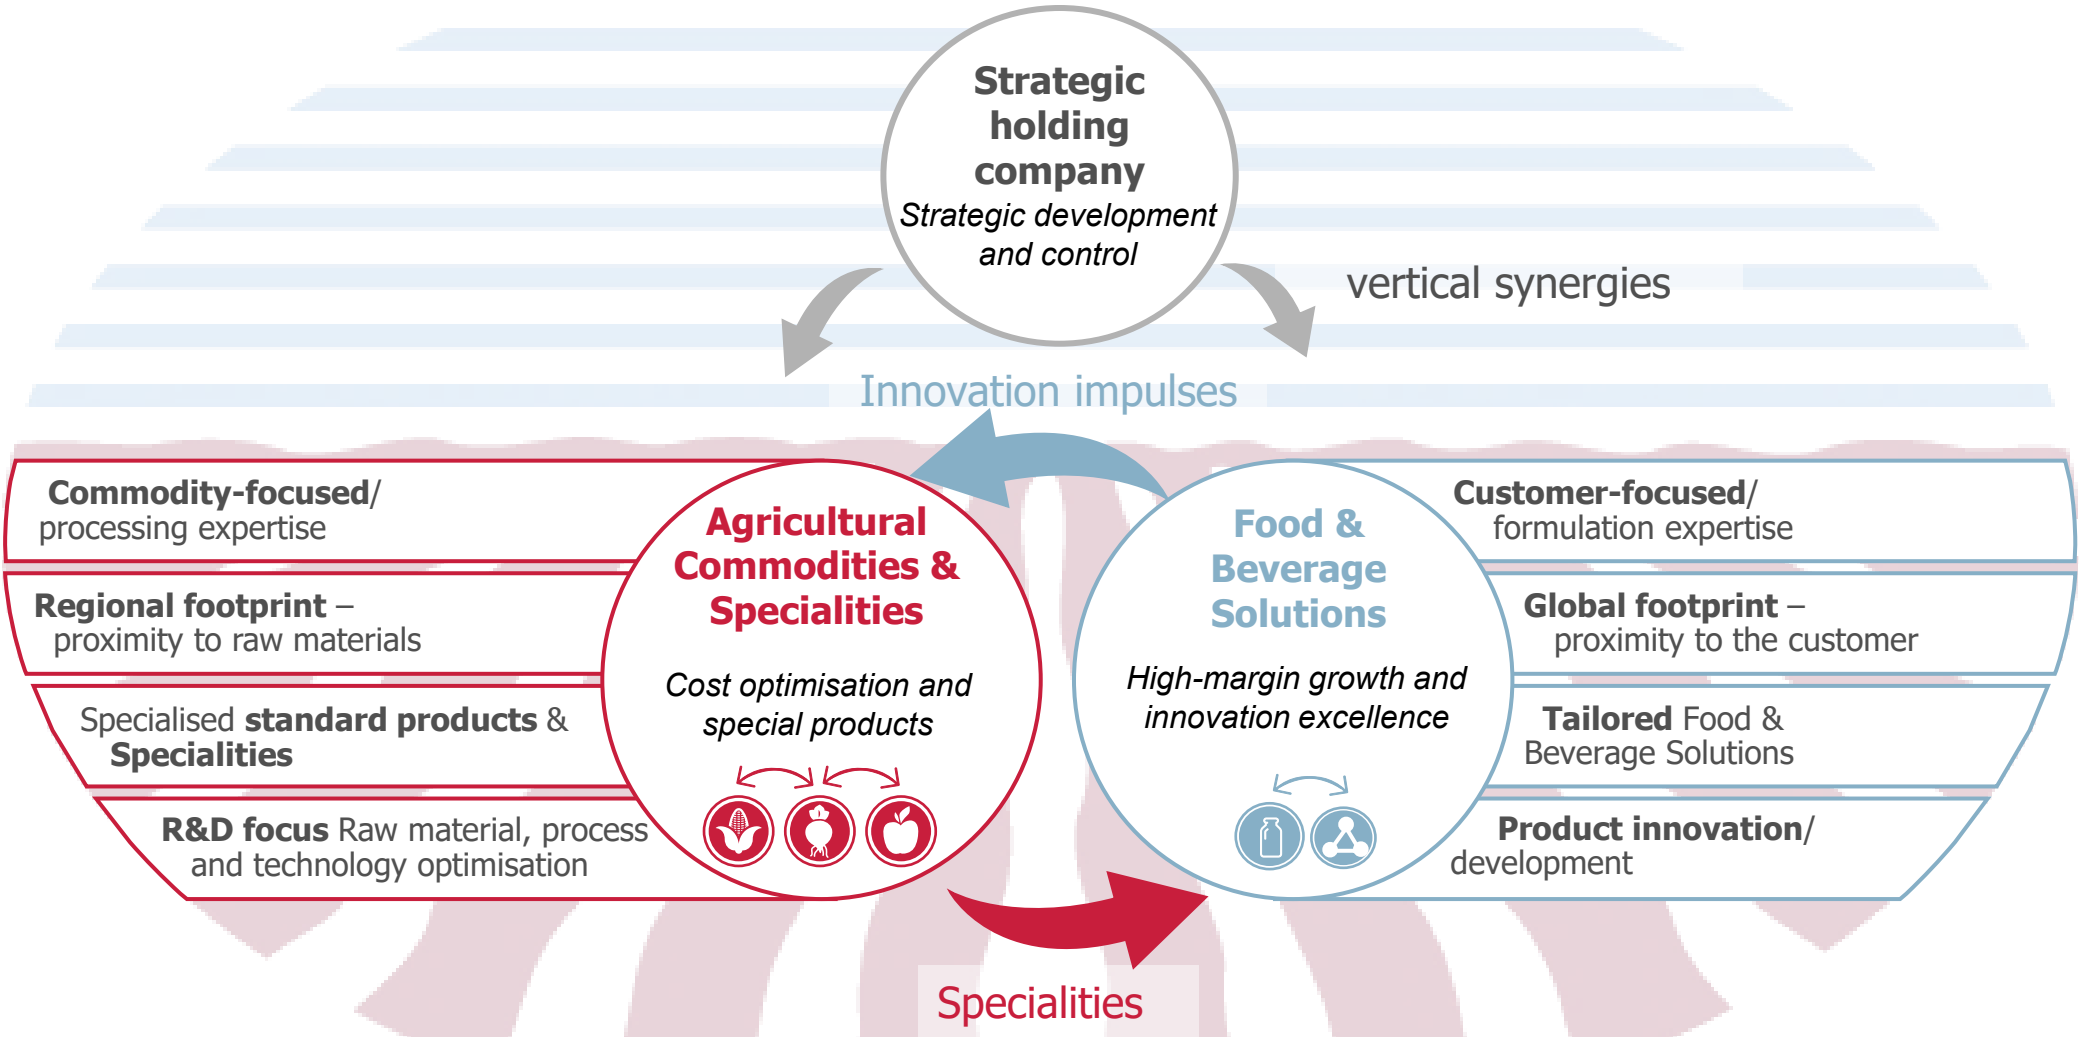 Strategic
holding
company
Strategic development
and control
vertical synergies
Innovation impulses
Commodity-focused/
processing expertise
Regional footprint –
proximity to raw materials
Specialised standard products &
Specialities
R&D focus Raw material, process
and technology optimisation
Agricultural
Commodities &
Specialities
Cost optimisation and
special products
Food &
Beverage
Solutions
High-margin growth and
innovation excellence
Customer-focused/
formulation expertise
Global footprint –
proximity to the customer
Tailored Food &
Beverage Solutions
Product innovation/
development
Specialities